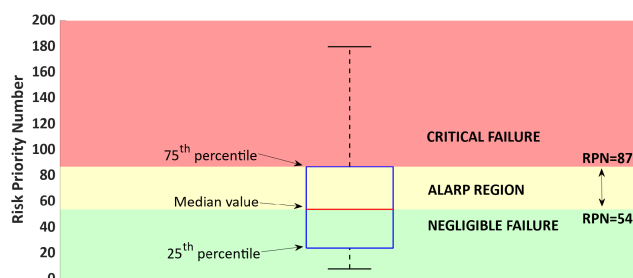 Risk Priority Number
200
180
160
140
120
100
80
60
40
20
0
75th percentile
Median value
25th percentile
CRITICAL FAILURE
RPN=87
ALARP REGION
RPN=54
NEGLIGIBLE FAILURE